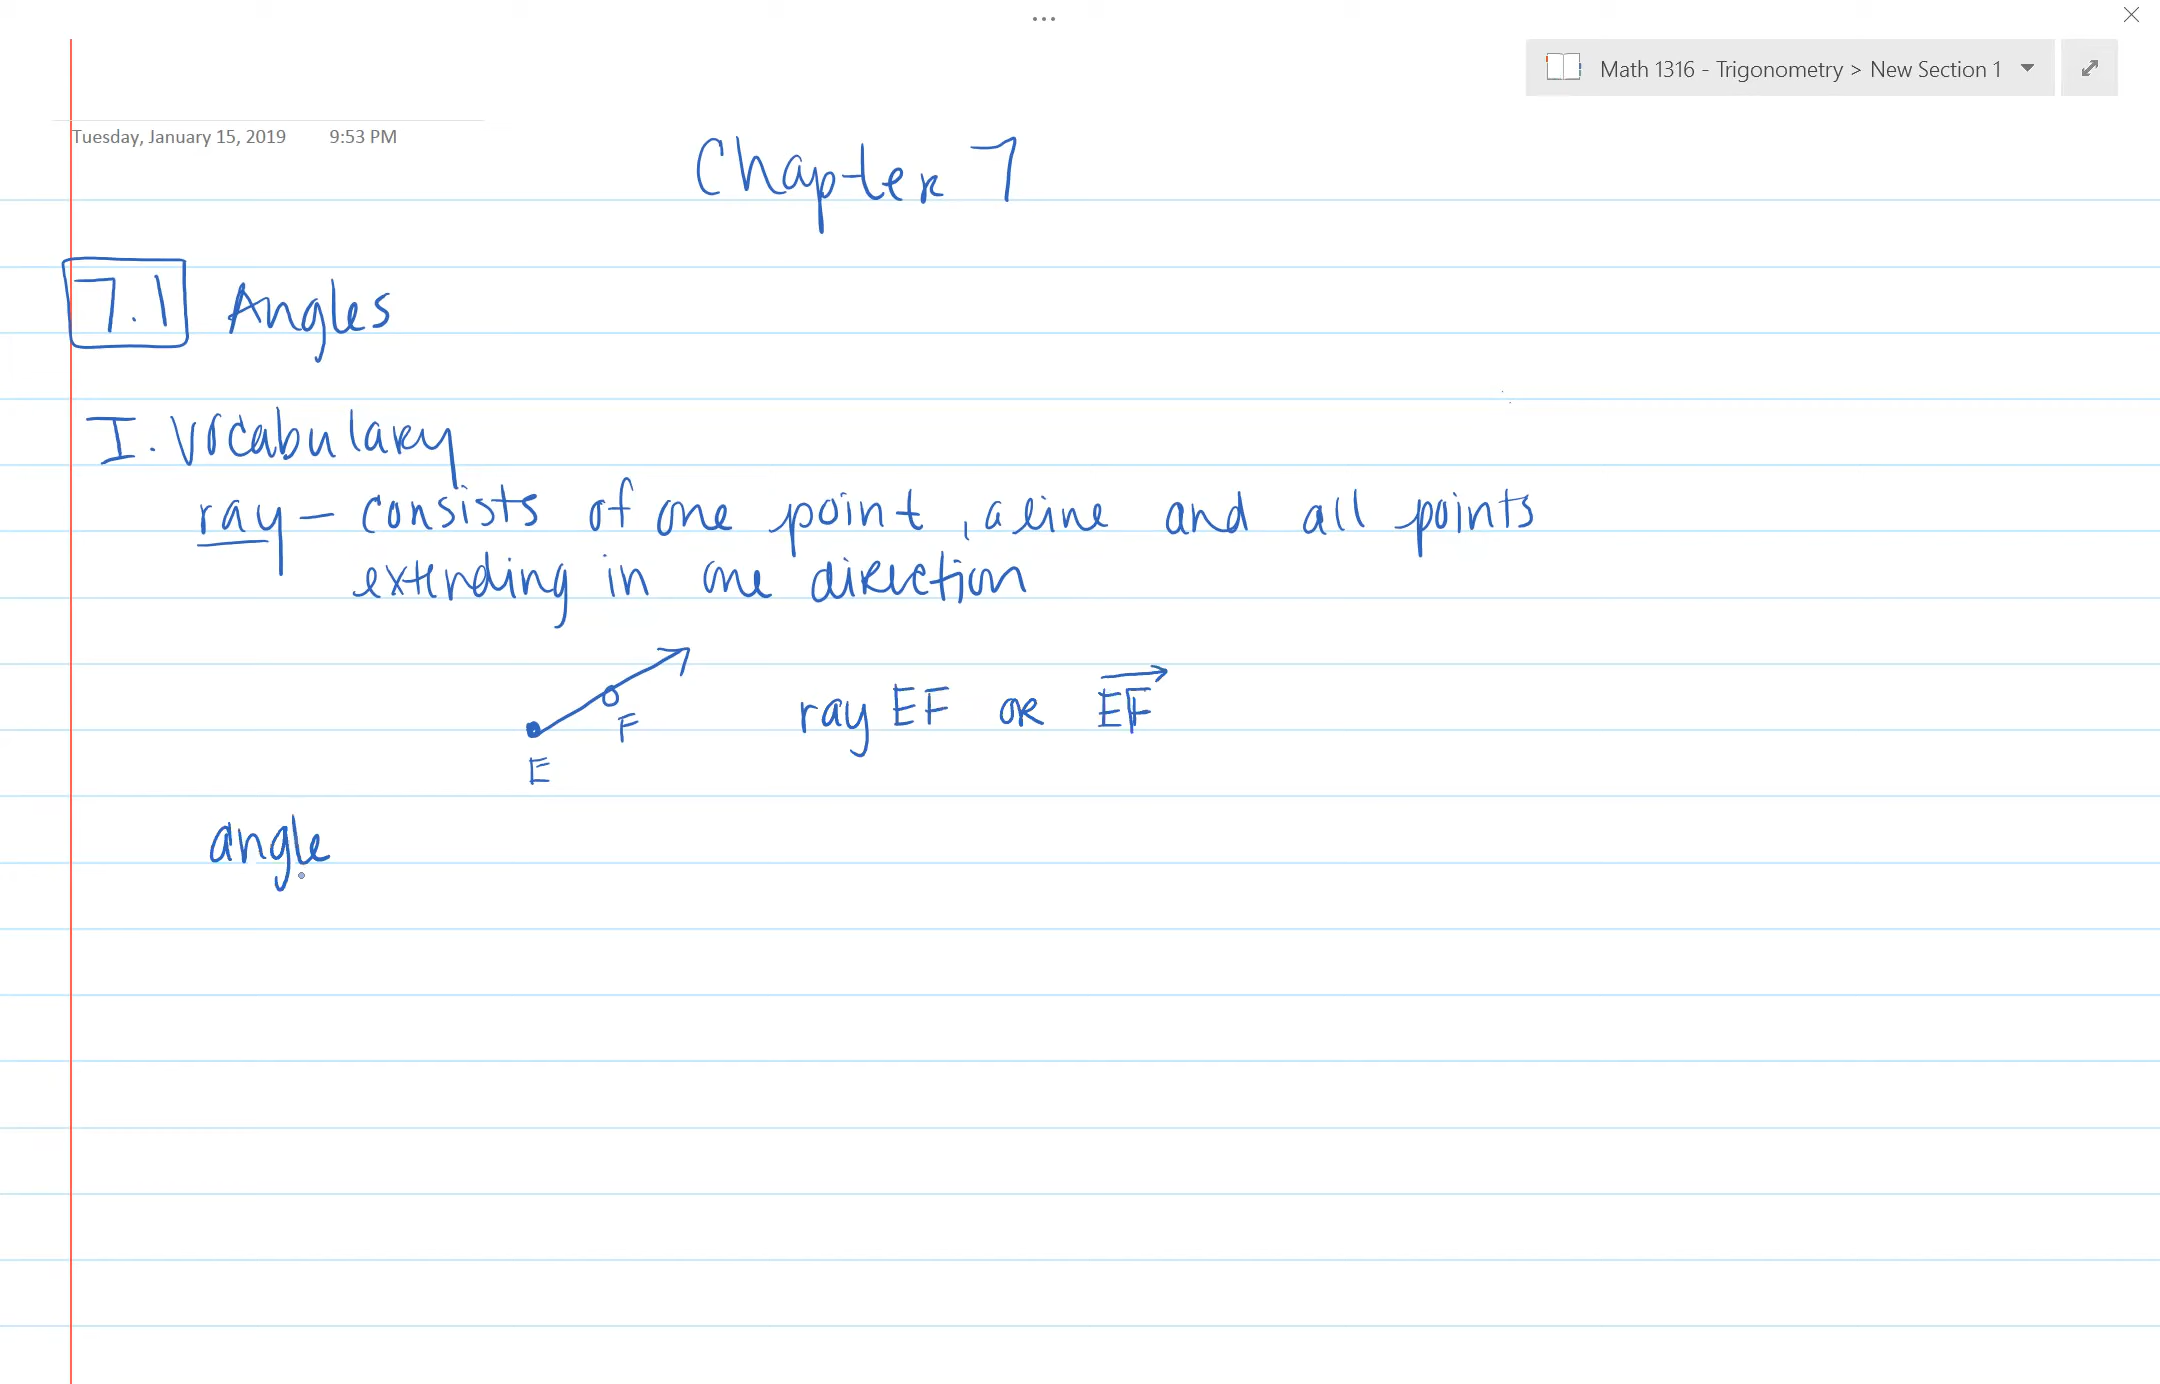 Math 1316 - Trigonometry > New Section 1
Tuesday, January 15, 2019 9:53 PM
Chapter 7
7.1 Angles
I. Vocabulary
ray – consists of one point, a line and all points
extending in one direction
F
E
ray EF or EF
angle